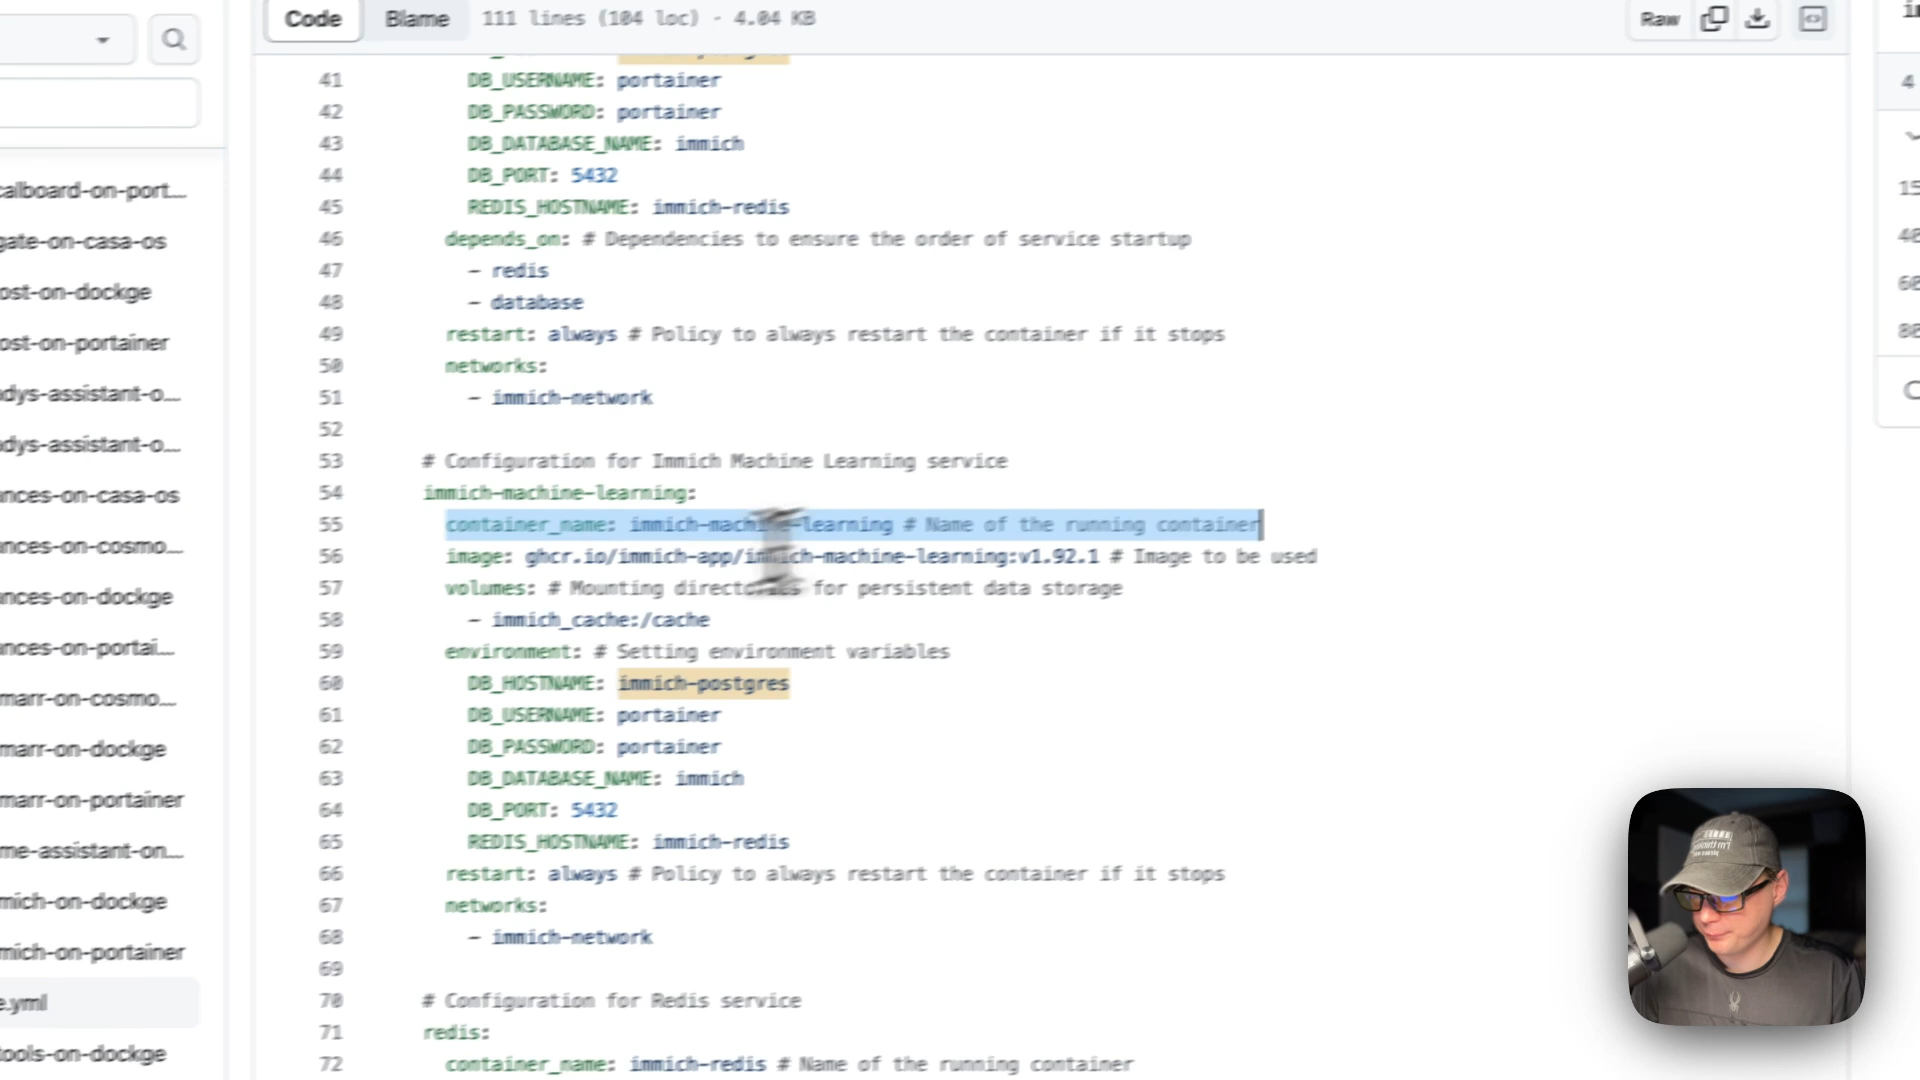 Code Blame 111 lines (104 loc) · 4.04 KB Raw
41 DB_USERNAME: portainer
42 DB_PASSWORD: portainer
43 DB_DATABASE_NAME: immich
44 DB_PORT: 5432
45 REDIS_HOSTNAME: immich-redis
46 depends_on: # Dependencies to ensure the order of service startup
47 - redis
48 - database
49 restart: always # Policy to always restart the container if it stops
50 networks:
51 - immich-network
52
53 # Configuration for Immich Machine Learning service
54 immich-machine-learning:
55 container_name: immich-machine-learning # Name of the running container
56 image: ghcr.io/immich-app/immich-machine-learning:v1.92.1 # Image to be used
57 volumes: # Mounting directories for persistent data storage
58 - immich_cache:/cache
59 environment: # Setting environment variables
60 DB_HOSTNAME: immich-postgres
61 DB_USERNAME: portainer
62 DB_PASSWORD: portainer
63 DB_DATABASE_NAME: immich
64 DB_PORT: 5432
65 REDIS_HOSTNAME: immich-redis
66 restart: always # Policy to always restart the container if it stops
67 networks:
68 - immich-network
69
70 # Configuration for Redis service
71 redis:
72 container_name: immich-redis # Name of the running container
calboard-on-port...
gate-on-casa-os
ost-on-dockge
ost-on-portainer
dys-assistant-o...
dys-assistant-o...
ances-on-casa-os
ances-on-cosmo...
ances-on-dockge
ances-on-portai...
marr-on-cosmo...
marr-on-dockge
marr-on-portainer
me-assistant-on...
mich-on-dockge
mich-on-portainer
e.yml
tools-on-dockge
4
15